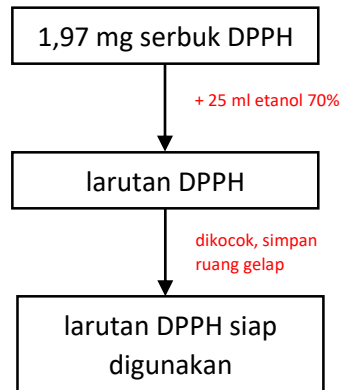 1,97 mg serbuk DPPH
+ 25 ml etanol 70%
larutan DPPH
dikocok, simpan
ruang gelap
larutan DPPH siap
digunakan